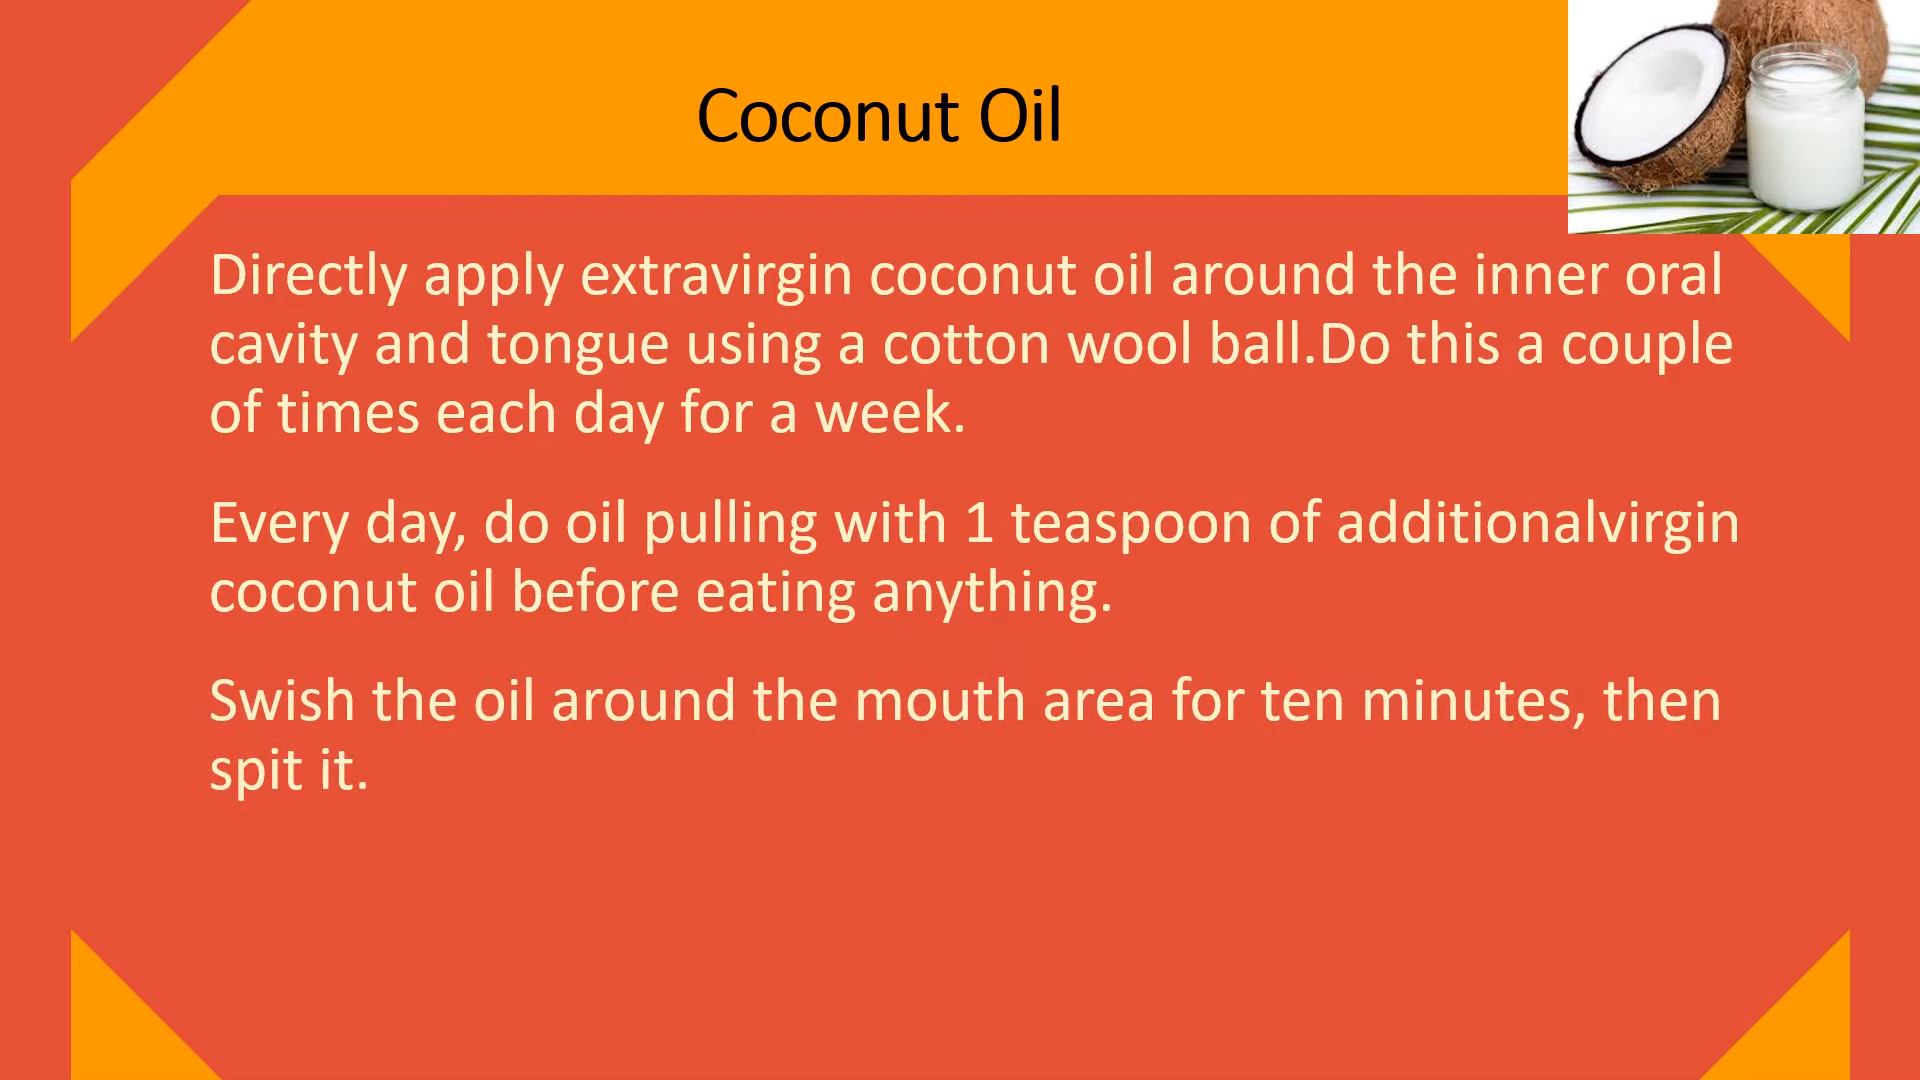 Coconut Oil
Directly apply extravirgin coconut oil around the inner oral
cavity and tongue using a cotton wool ball.Do this a couple
of times each day for a week.
Every day, do oil pulling with 1 teaspoon of additionalvirgin
coconut oil before eating anything.
Swish the oil around the mouth area for ten minutes, then
spit it.